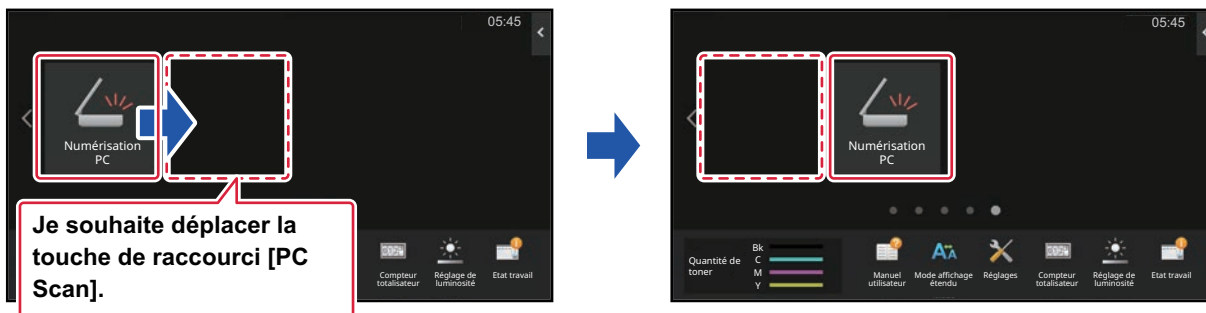 05:45
Numérisation
PC
Je souhaite déplacer la
touche de raccourci [PC
Scan].
Compteur
totalisateur
Réglage de
luminosité
Etat travail
05:45
Numérisation
PC
Quantité de
toner
Bk
C
M
Y
Manuel
utilisateur
Mode affichage
étendu
Réglages
Compteur
totalisateur
Réglage de
luminosité
Etat travail